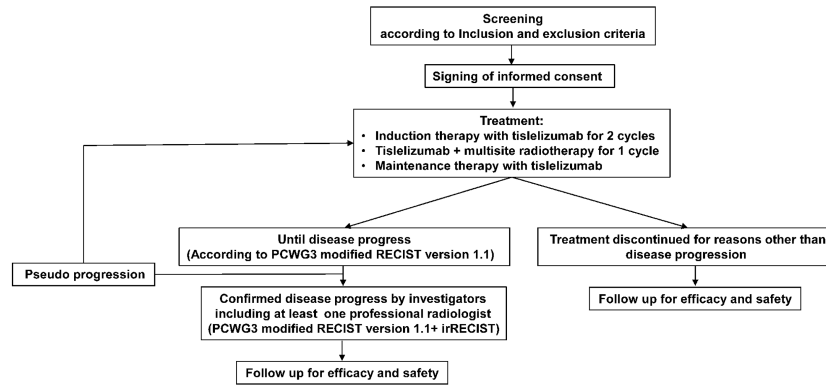 Screening
according to Inclusion and exclusion criteria
Signing of informed consent
Treatment:
• Induction therapy with tislelizumab for 2 cycles
• Tislelizumab + multisite radiotherapy for 1 cycle
• Maintenance therapy with tislelizumab
Until disease progress
(According to PCWG3 modified RECIST version 1.1)
Treatment discontinued for reasons other than
disease progression
Pseudo progression
Confirmed disease progress by investigators
including at least one professional radiologist
(PCWG3 modified RECIST version 1.1+ irRECIST)
Follow up for efficacy and safety
Follow up for efficacy and safety